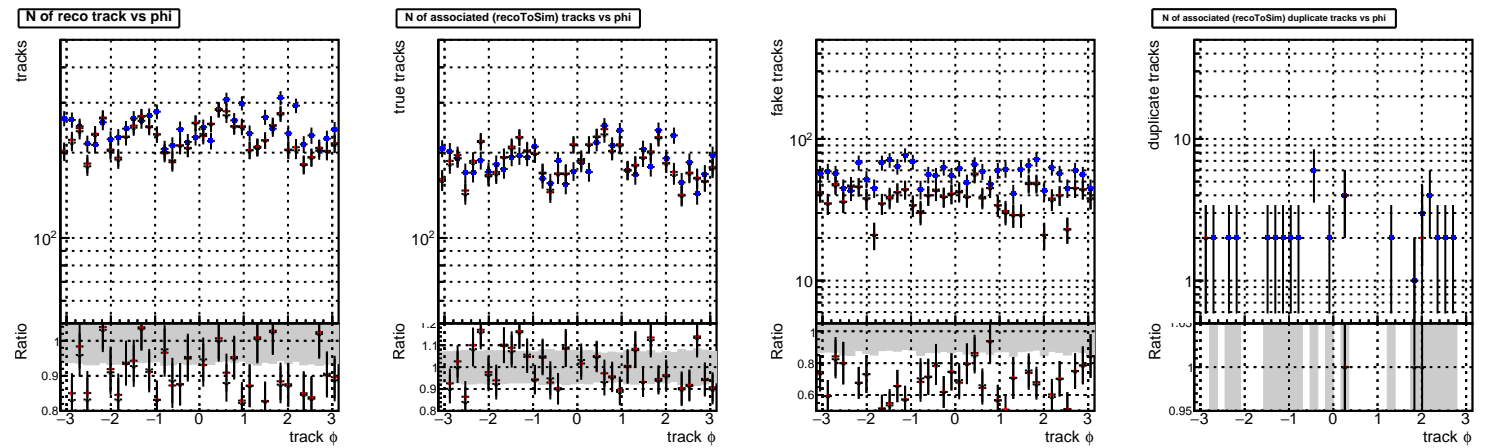 N of reco track vs phi
tracks
10²
Ratio
1
0.9
0.8
−3 −2 −1 0 1 2 3
track ϕ
N of associated (recoToSim) tracks vs phi
true tracks
10²
Ratio
1.2
1.1
1
0.9
0.8
−3 −2 −1 0 1 2 3
track ϕ
fake tracks
10²
10
Ratio
1
0.8
0.6
−3 −2 −1 0 1 2 3
track ϕ
N of associated (recoToSim) duplicate tracks vs phi
duplicate tracks
10
1
Ratio
1.05
1
0.95
−3 −2 −1 0 1 2 3
track ϕ